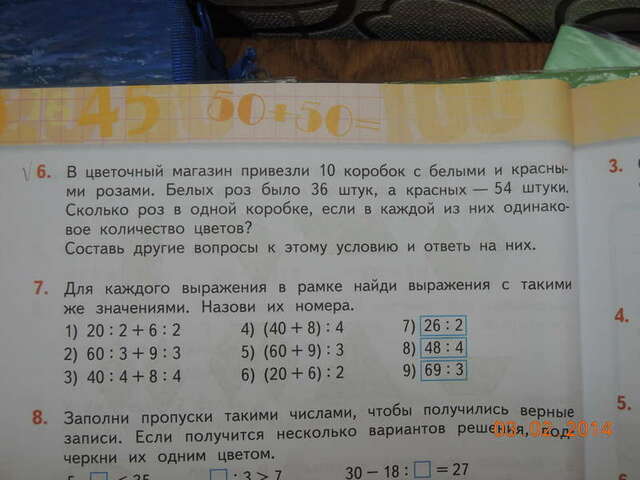 45 50+50= 100
6. В цветочный магазин привезли 10 коробок с белыми и красны-
ми розами. Белых роз было 36 штук, а красных — 54 штуки.
Сколько роз в одной коробке, если в каждой из них одинако-
вое количество цветов?
Составь другие вопросы к этому условию и ответь на них.
7. Для каждого выражения в рамке найди выражения с такими
же значениями. Назови их номера.
1) 20 : 2 + 6 : 2 4) (40 + 8) : 4 7) 26 : 2
2) 60 : 3 + 9 : 3 5) (60 + 9) : 3 8) 48 : 4
3) 40 : 4 + 8 : 4 6) (20 + 6) : 2 9) 69 : 3
8. Заполни пропуски такими числами, чтобы получились верные
записи. Если получится несколько вариантов решения, под-
черкни их одним цветом.
□ : 3 > 7 30 − 18 : □ = 27
3.
4.
5.
03-02-2014